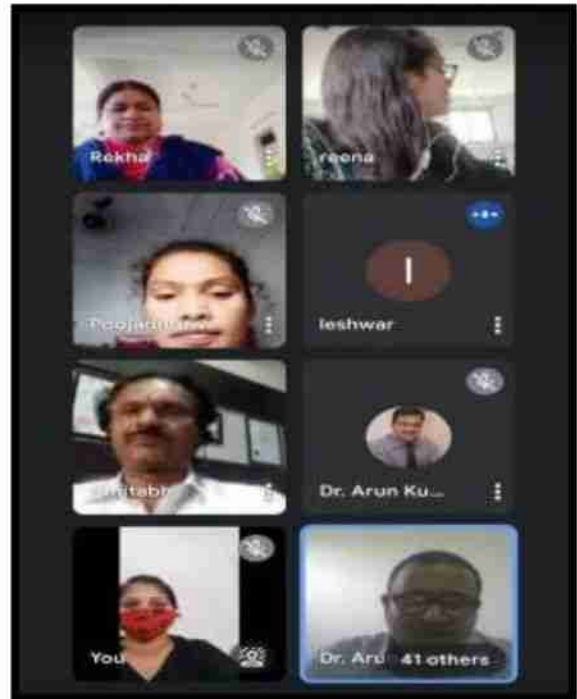 Rekha
reena
leshwar
Dr. Arun Ku...
You
Dr. Aru 41 others